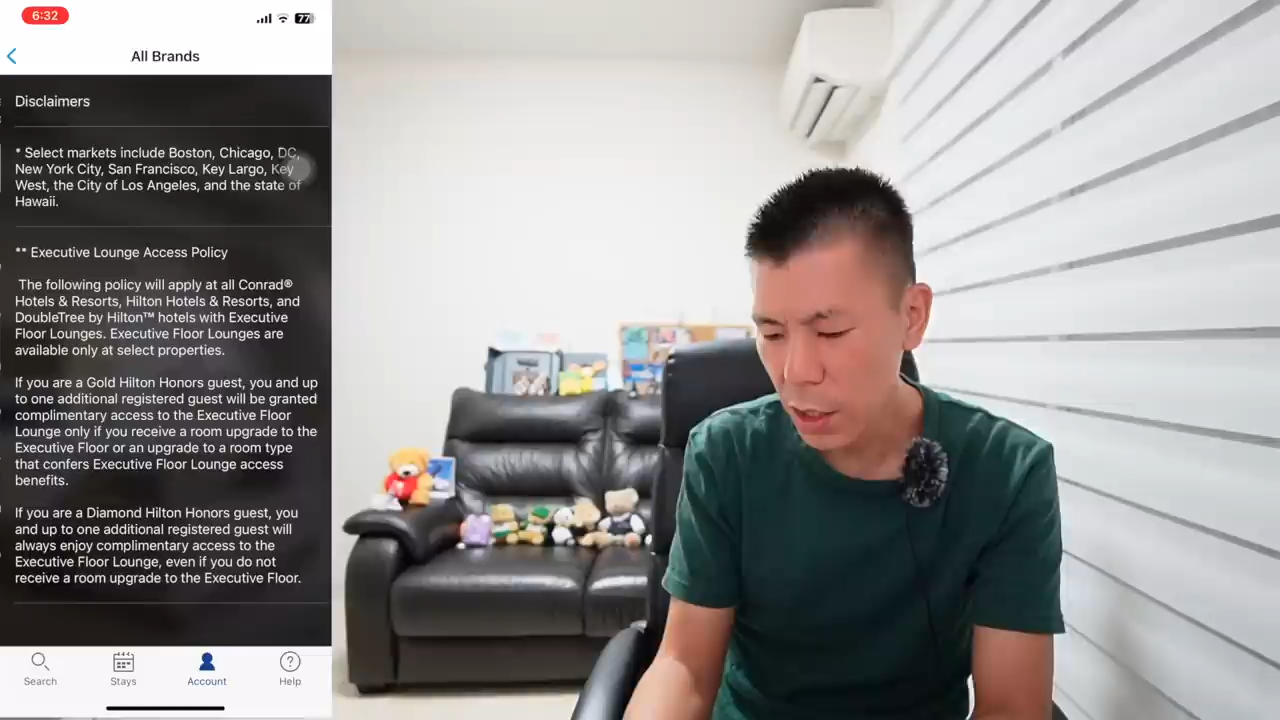 6:32
77
All Brands
Disclaimers
* Select markets include Boston, Chicago, DC,
New York City, San Francisco, Key Largo, Key
West, the City of Los Angeles, and the state of
Hawaii.
** Executive Lounge Access Policy
The following policy will apply at all Conrad®
Hotels & Resorts, Hilton Hotels & Resorts, and
DoubleTree by Hilton™ hotels with Executive
Floor Lounges. Executive Floor Lounges are
available only at select properties.
If you are a Gold Hilton Honors guest, you and up
to one additional registered guest will be granted
complimentary access to the Executive Floor
Lounge only if you receive a room upgrade to the
Executive Floor or an upgrade to a room type
that confers Executive Floor Lounge access
benefits.
If you are a Diamond Hilton Honors guest, you
and up to one additional registered guest will
always enjoy complimentary access to the
Executive Floor Lounge, even if you do not
receive a room upgrade to the Executive Floor.
Search
Stays
Account
Help